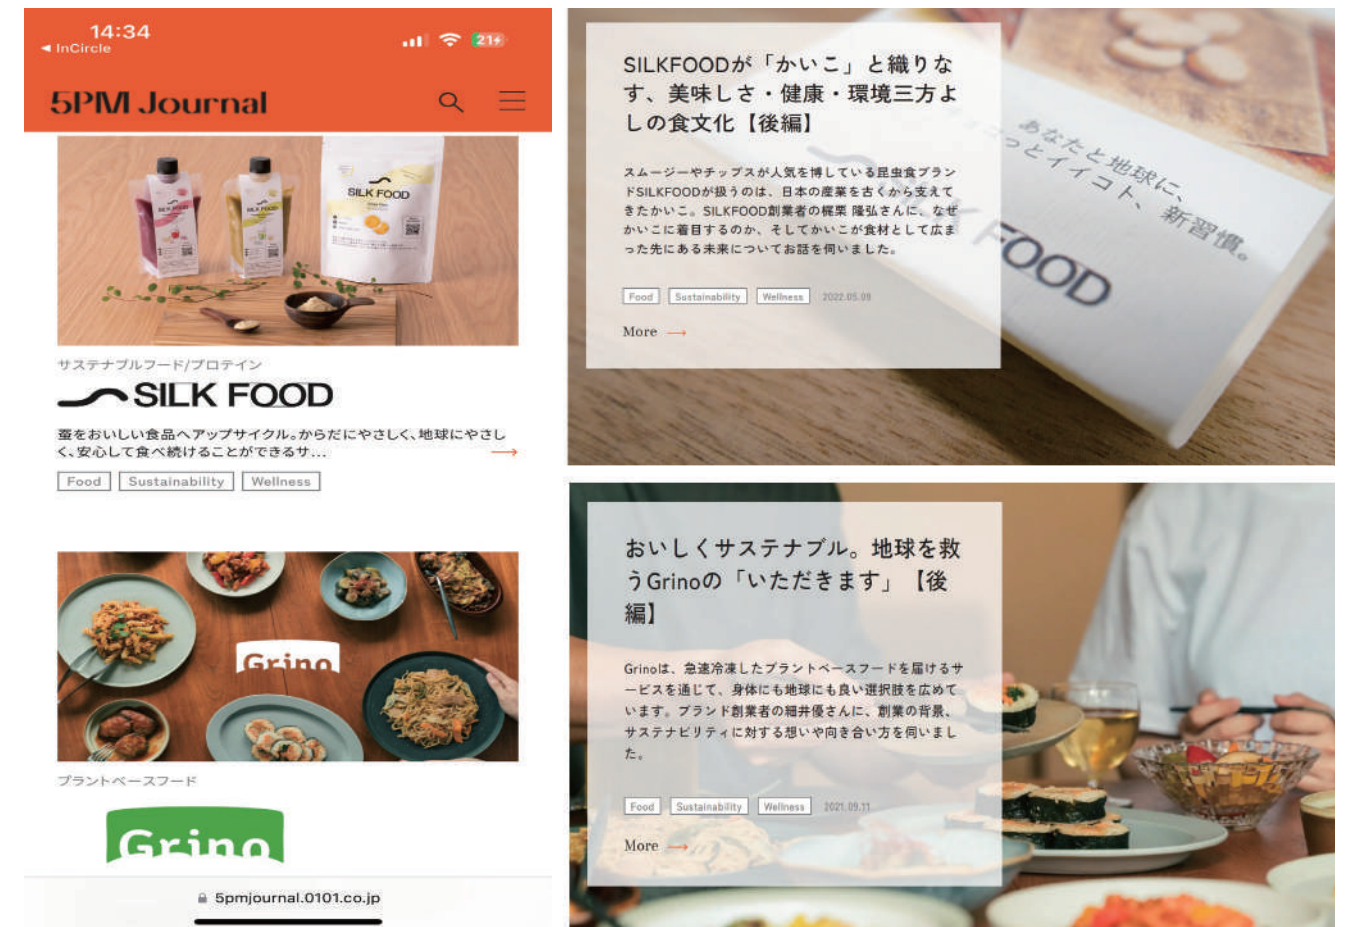 14:34
◀ InCircle
21
5PM Journal
SILK FOOD
サステナブルフード/プロテイン
SILK FOOD
蚕をおいしい食品へアップサイクル。からだにやさしく、地球にやさし
く、安心して食べ続けることができるサ...
Food Sustainability Wellness
Grino
プラントベースフード
Grino
5pmjournal.0101.co.jp
SILKFOODが「かいこ」と織りな
す、美味しさ・健康・環境三方よ
しの食文化【後編】
スムージーやチップスが人気を博している昆虫食ブラン
ドSILKFOODが扱うのは、日本の産業を古くから支えて
きたかいこ。SILKFOOD創業者の梶栗 隆弘さんに、なぜ
かいこに着目するのか、そしてかいこが食材として広ま
った先にある未来についてお話を伺いました。
Food Sustainability Wellness 2022.05.09
More →
あなたと地球に、
っとイイコト、新習慣。
SILK FOOD
おいしくサステナブル。地球を救
うGrinoの「いただきます」【後
編】
Grinoは、急速冷凍したプラントベースフードを届けるサ
ービスを通じて、身体にも地球にも良い選択肢を広めて
います。ブランド創業者の細井優さんに、創業の背景、
サステナビリティに対する想いや向き合い方を伺いまし
た。
Food Sustainability Wellness 2021.09.11
More →